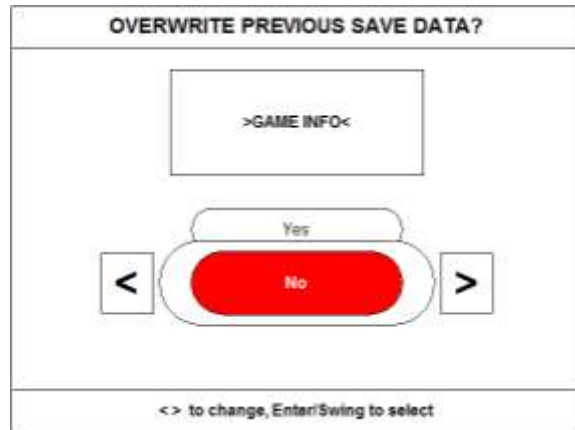 OVERWRITE PREVIOUS SAVE DATA?
>GAME INFO<
Yes
< No >
< > to change, Enter/Swing to select